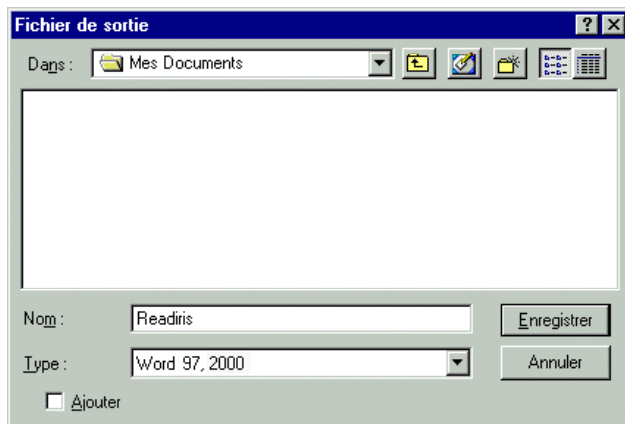 Fichier de sortie
Dans : Mes Documents
Nom : Readiris Enregistrer
Type : Word 97, 2000 Annuler
Ajouter